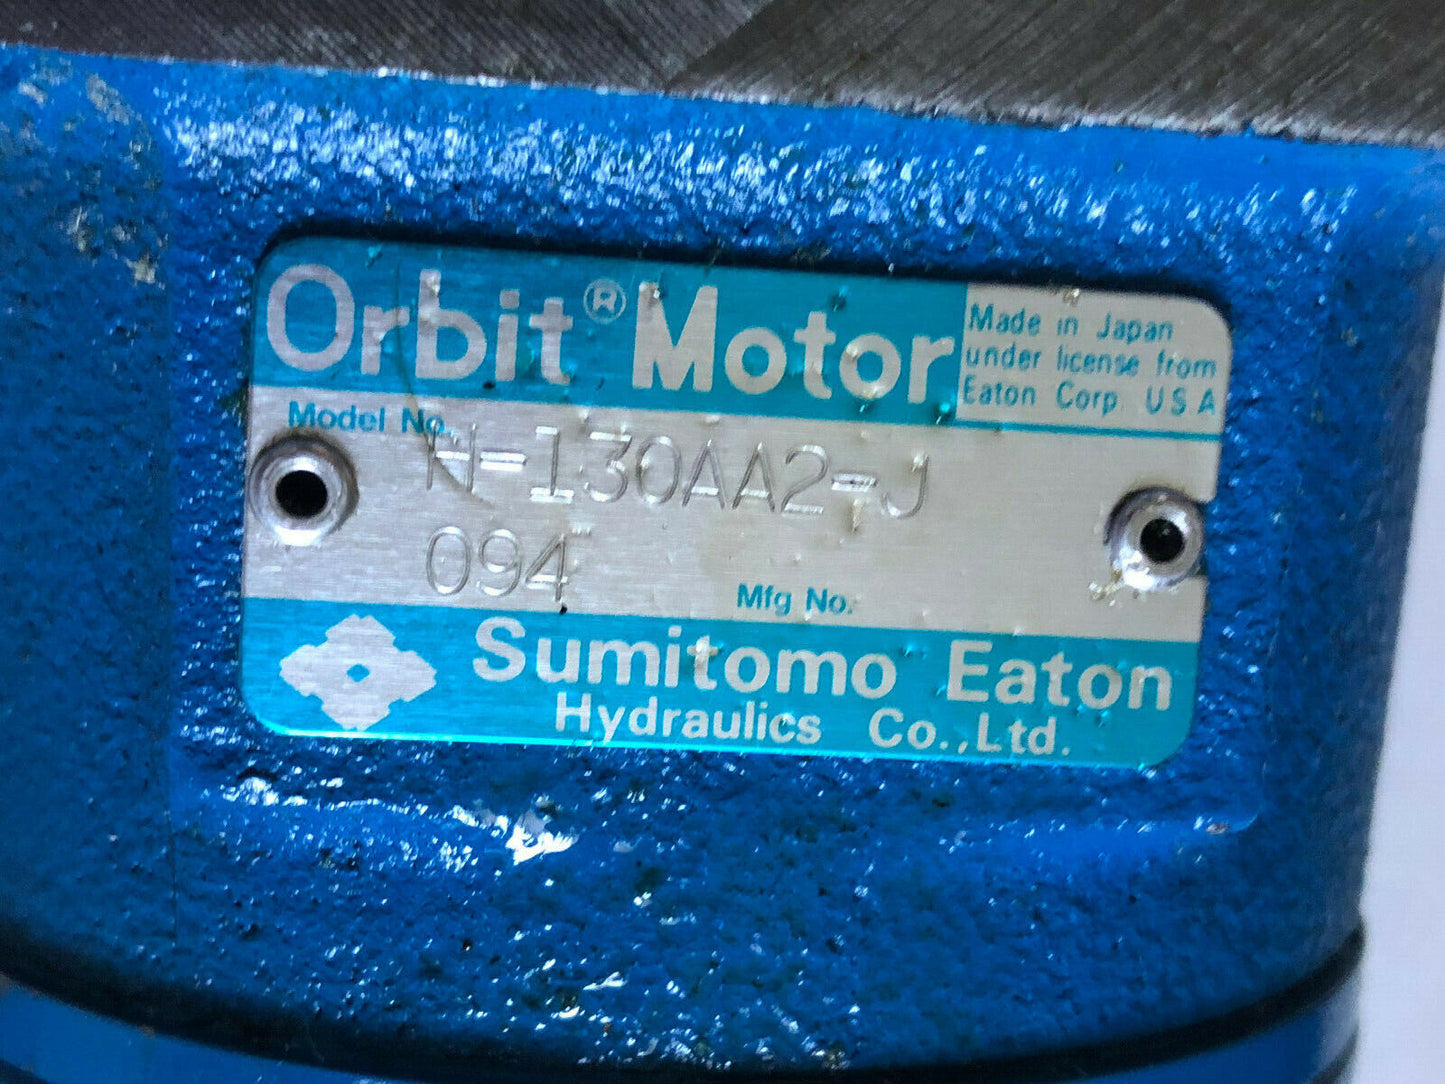 Orbit® Motor
Made in Japan
under license from
Eaton Corp. U.S.A
Model No.
H-130AA2-J
094
Mfg No.
Sumitomo Eaton
Hydraulics Co.,Ltd.